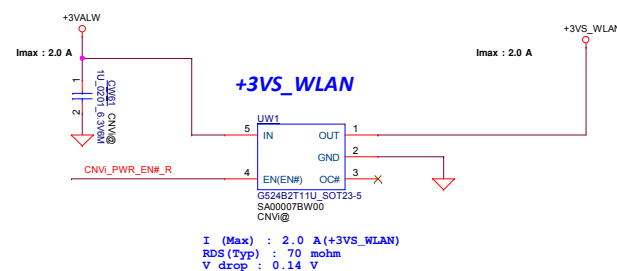 +3VALW
+3VS_WLAN
Imax : 2.0 A
Imax : 2.0 A
+3VS_WLAN
1
2
CW61
1U_0201_6.3V6M
CNVi@
UW1
5 IN OUT 1
GND 2
CNVi_PWR_EN#_R
4 EN(EN#) OC# 3
G524B2T11U_SOT23-5
SA00007BW00
CNVi@
I (Max) : 2.0 A(+3VS_WLAN)
RDS(Typ) : 70 mohm
V drop : 0.14 V